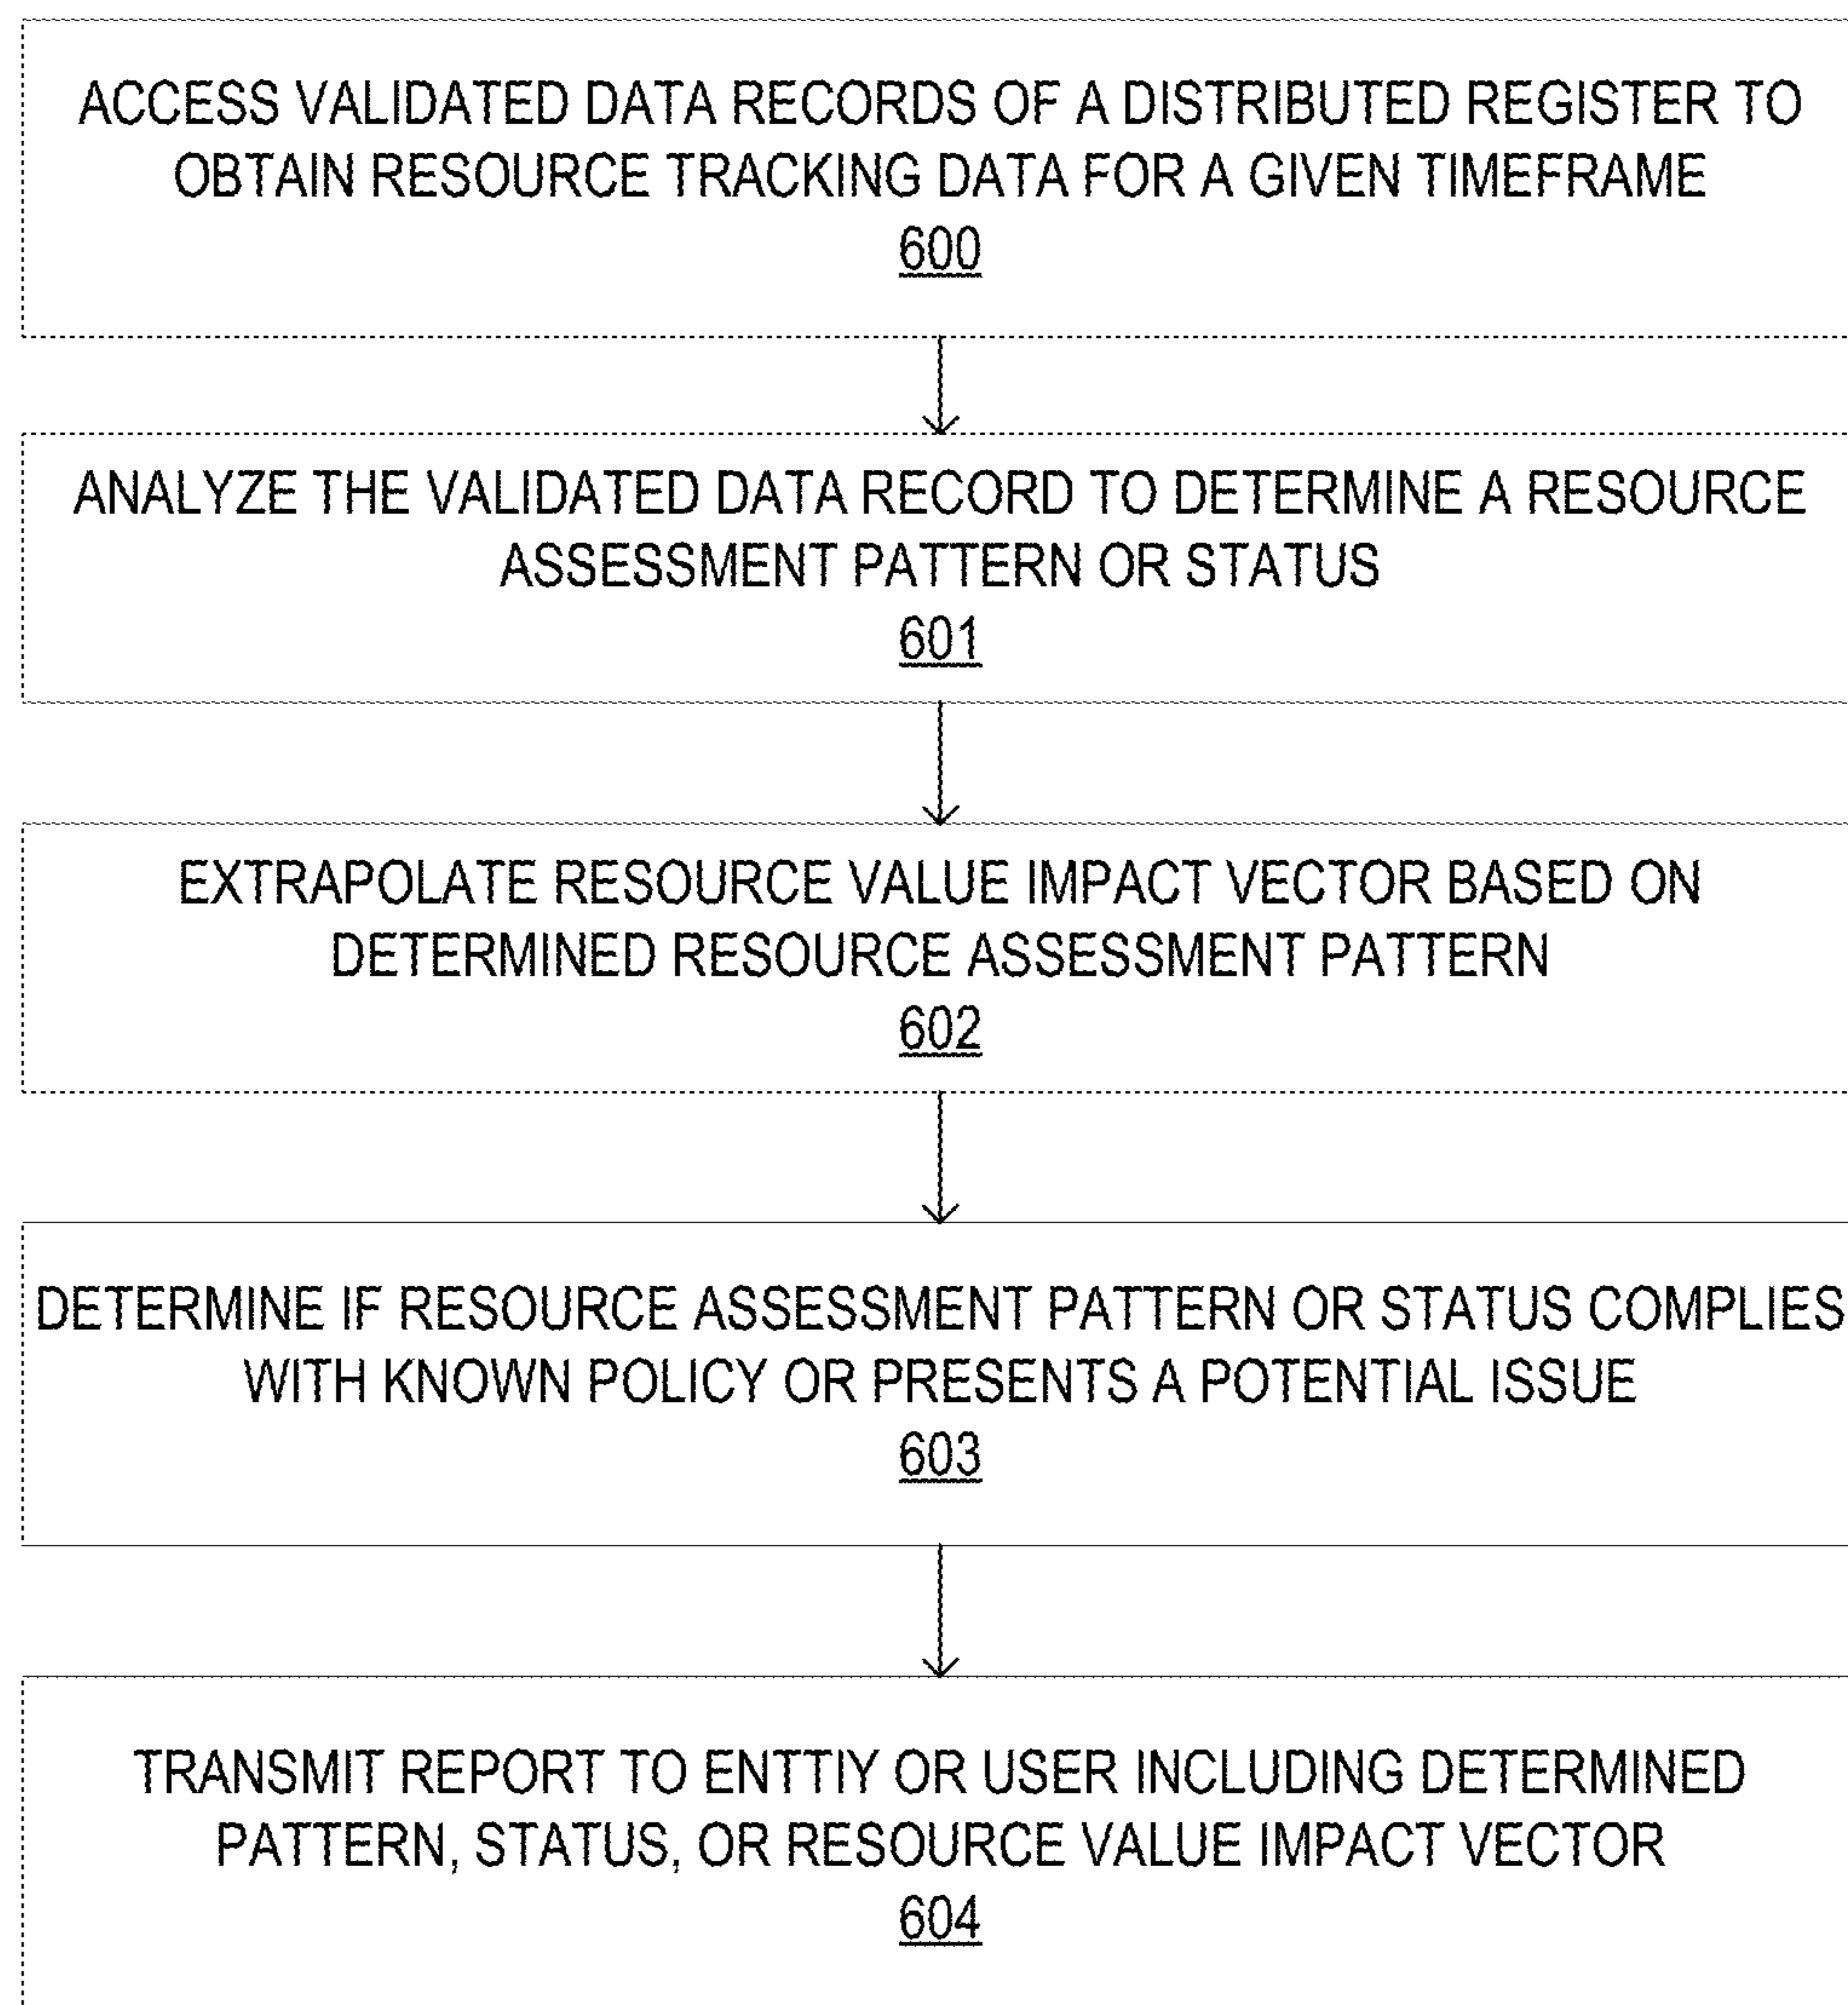 ACCESS VALIDATED DATA RECORDS OF A DISTRIBUTED REGISTER TO
OBTAIN RESOURCE TRACKING DATA FOR A GIVEN TIMEFRAME
600
ANALYZE THE VALIDATED DATA RECORD TO DETERMINE A RESOURCE
ASSESSMENT PATTERN OR STATUS
601
EXTRAPOLATE RESOURCE VALUE IMPACT VECTOR BASED ON
DETERMINED RESOURCE ASSESSMENT PATTERN
602
DETERMINE IF RESOURCE ASSESSMENT PATTERN OR STATUS COMPLIES
WITH KNOWN POLICY OR PRESENTS A POTENTIAL ISSUE
603
TRANSMIT REPORT TO ENTTIY OR USER INCLUDING DETERMINED
PATTERN, STATUS, OR RESOURCE VALUE IMPACT VECTOR
604